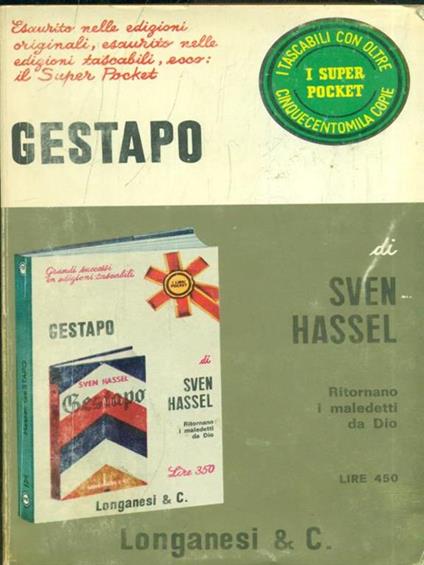 Esaurito nelle edizioni
originali, esaurito nelle
edizioni tascabili, ecco:
il Super Pocket
I TASCABILI CON OLTRE
CINQUECENTOMILA COPIE
I SUPER
POCKET
GESTAPO
di
SVEN
HASSEL
Ritornano
i maledetti
da Dio
LIRE 450
Grandi successi
in edizioni tascabili
I LIBRI
POCKET
GESTAPO
SVEN HASSEL
Gestapo
di
SVEN
HASSEL
Ritornano
i maledetti
da Dio
Lire 350
Longanesi & C.
Longanesi & C.